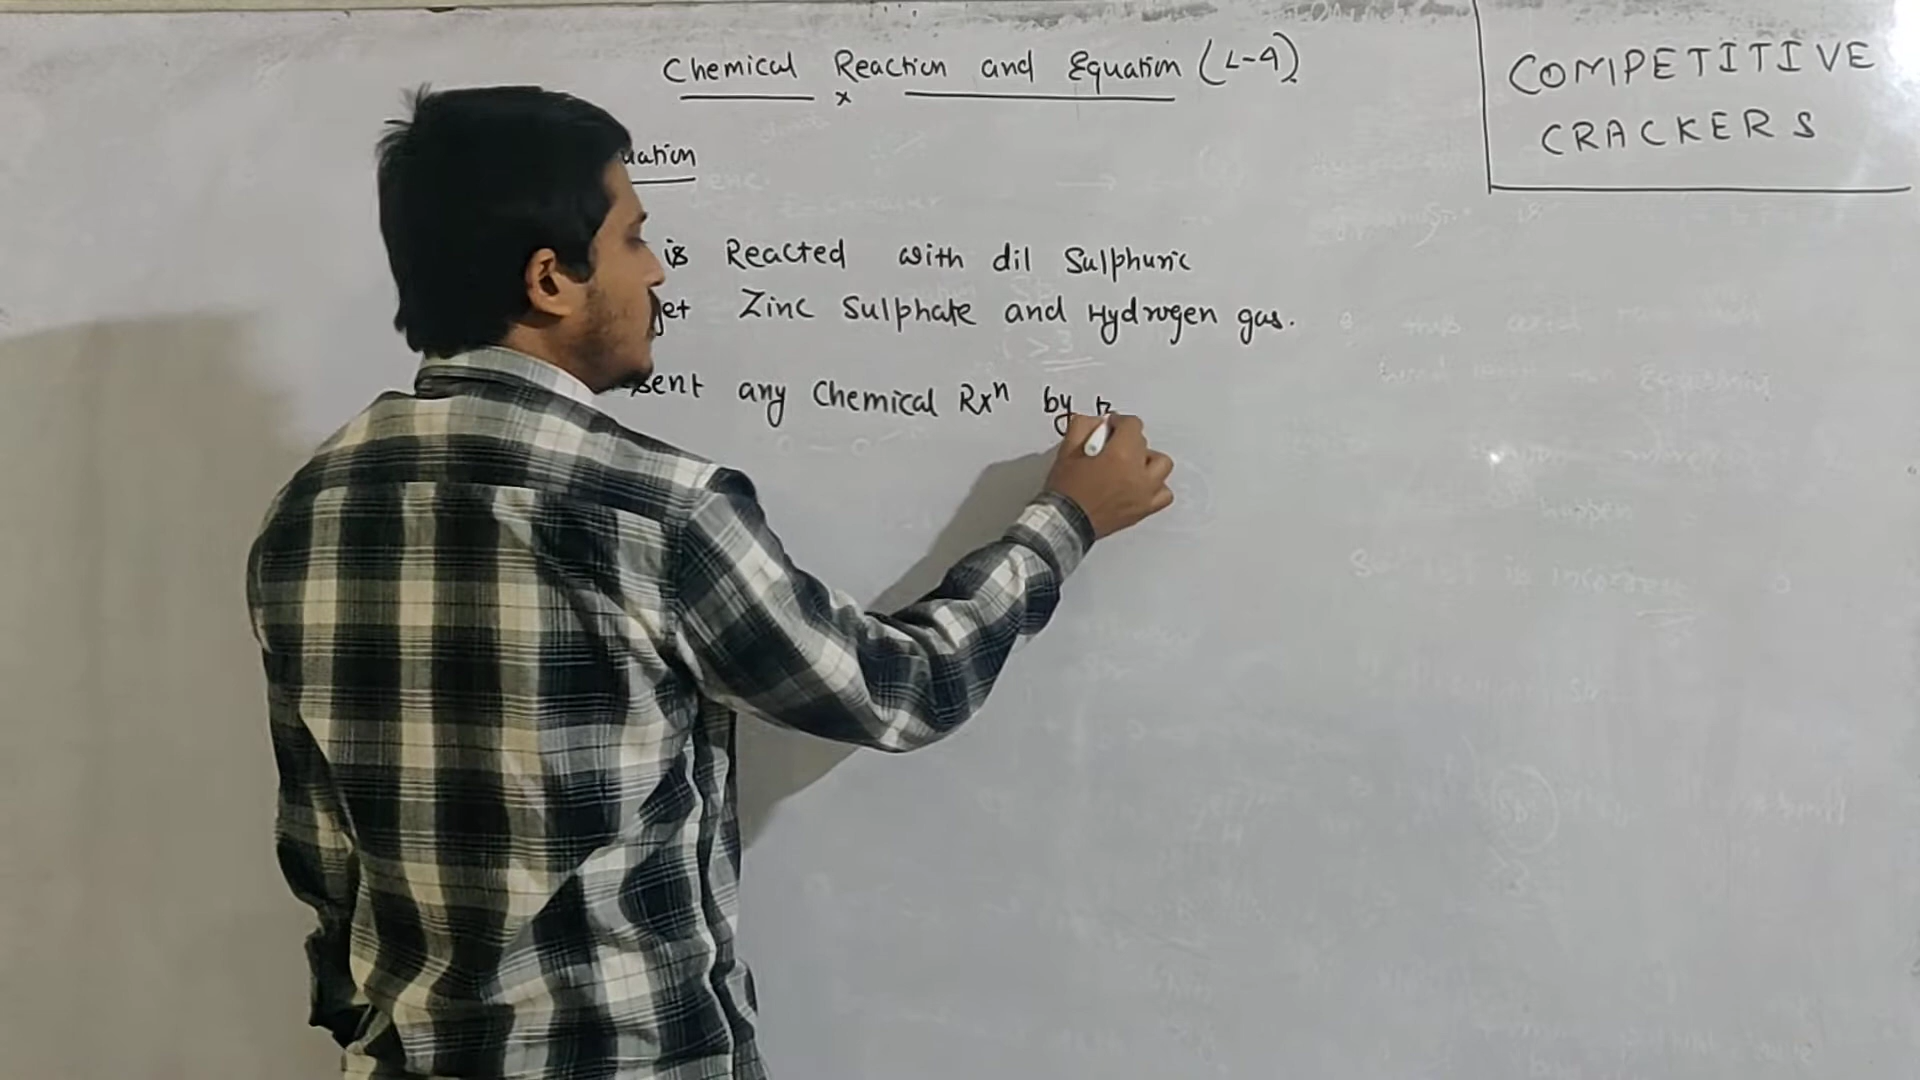 Chemical Reaction and Equation (L-4)
COMPETITIVE
CRACKERS
uation
is Reacted with dil Sulphuric
get Zinc Sulphate and Hydrogen gas.
sent any Chemical Rxⁿ by